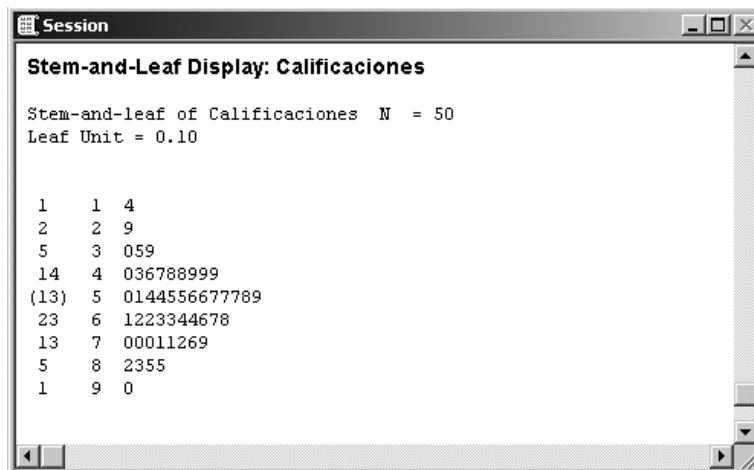 Session
Stem-and-Leaf Display: Calificaciones
Stem-and-leaf of Calificaciones N = 50
Leaf Unit = 0.10
1 1 4
2 2 9
5 3 059
14 4 036788999
(13) 5 0144556677789
23 6 1223344678
13 7 00011269
5 8 2355
1 9 0